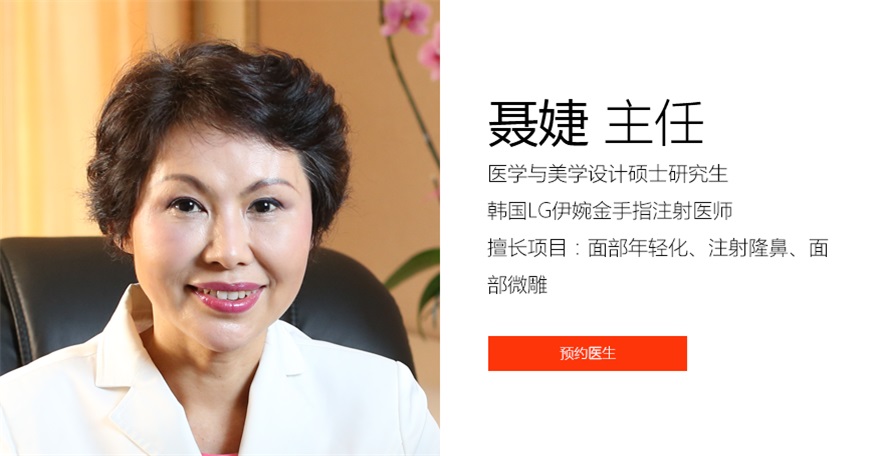 聂婕 主任
医学与美学设计硕士研究生
韩国LG伊婉金手指注射医师
擅长项目：面部年轻化、注射隆鼻、面
部微雕
预约医生